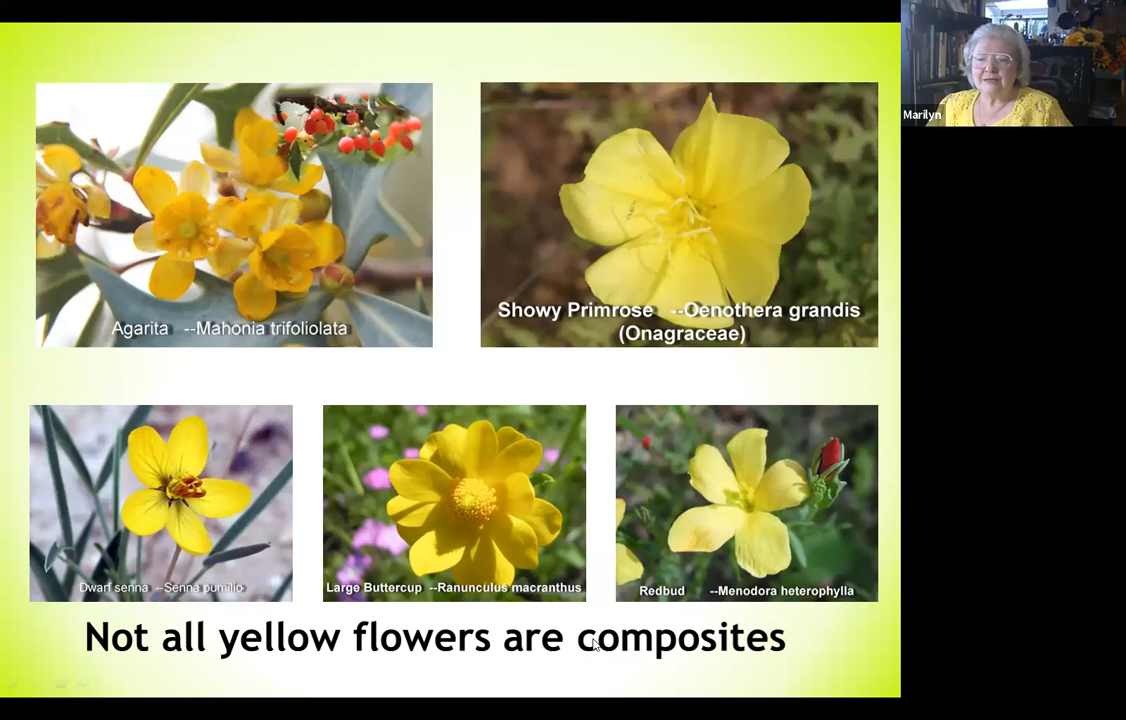 Marilyn
Agarita --Mahonia trifoliolata
Showy Primrose --Oenothera grandis
(Onagraceae)
Dwarf senna --Senna pumilio
Large Buttercup --Ranunculus macranthus
Redbud --Menodora heterophylla
Not all yellow flowers are composites